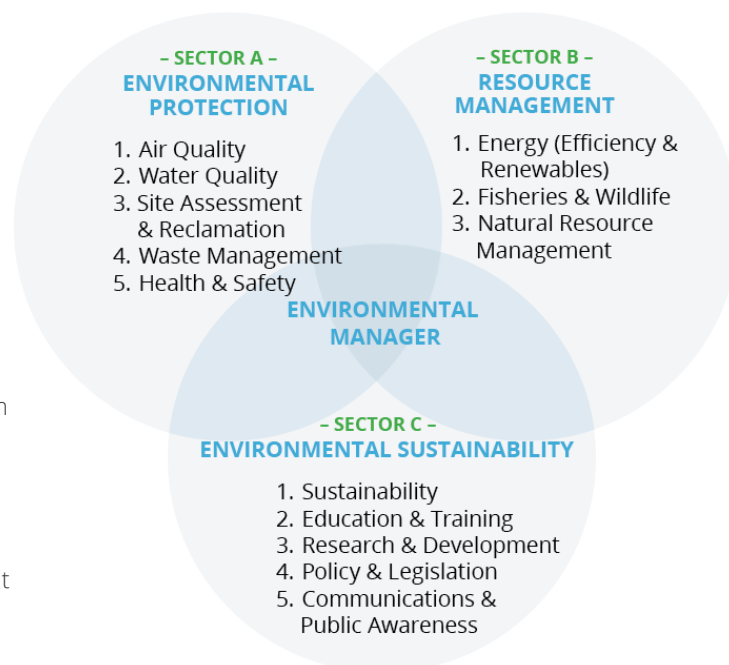 – SECTOR A –
ENVIRONMENTAL
PROTECTION
1. Air Quality
2. Water Quality
3. Site Assessment
& Reclamation
4. Waste Management
5. Health & Safety
– SECTOR B –
RESOURCE
MANAGEMENT
1. Energy (Efficiency &
Renewables)
2. Fisheries & Wildlife
3. Natural Resource
Management
ENVIRONMENTAL
MANAGER
– SECTOR C –
ENVIRONMENTAL SUSTAINABILITY
1. Sustainability
2. Education & Training
3. Research & Development
4. Policy & Legislation
5. Communications &
Public Awareness